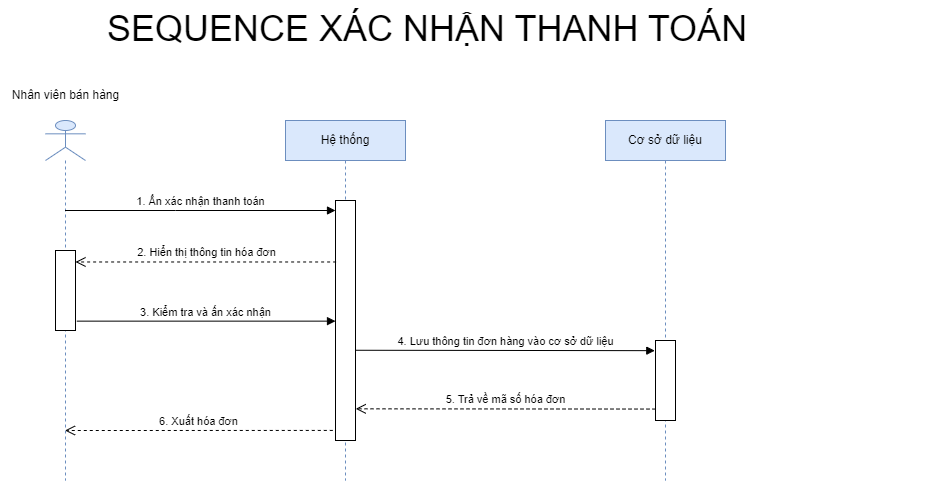 SEQUENCE XÁC NHẬN THANH TOÁN
Nhân viên bán hàng
Hệ thống
Cơ sở dữ liệu
1. Ấn xác nhận thanh toán
2. Hiển thị thông tin hóa đơn
3. Kiểm tra và ấn xác nhận
4. Lưu thông tin đơn hàng vào cơ sở dữ liệu
5. Trả về mã số hóa đơn
6. Xuất hóa đơn